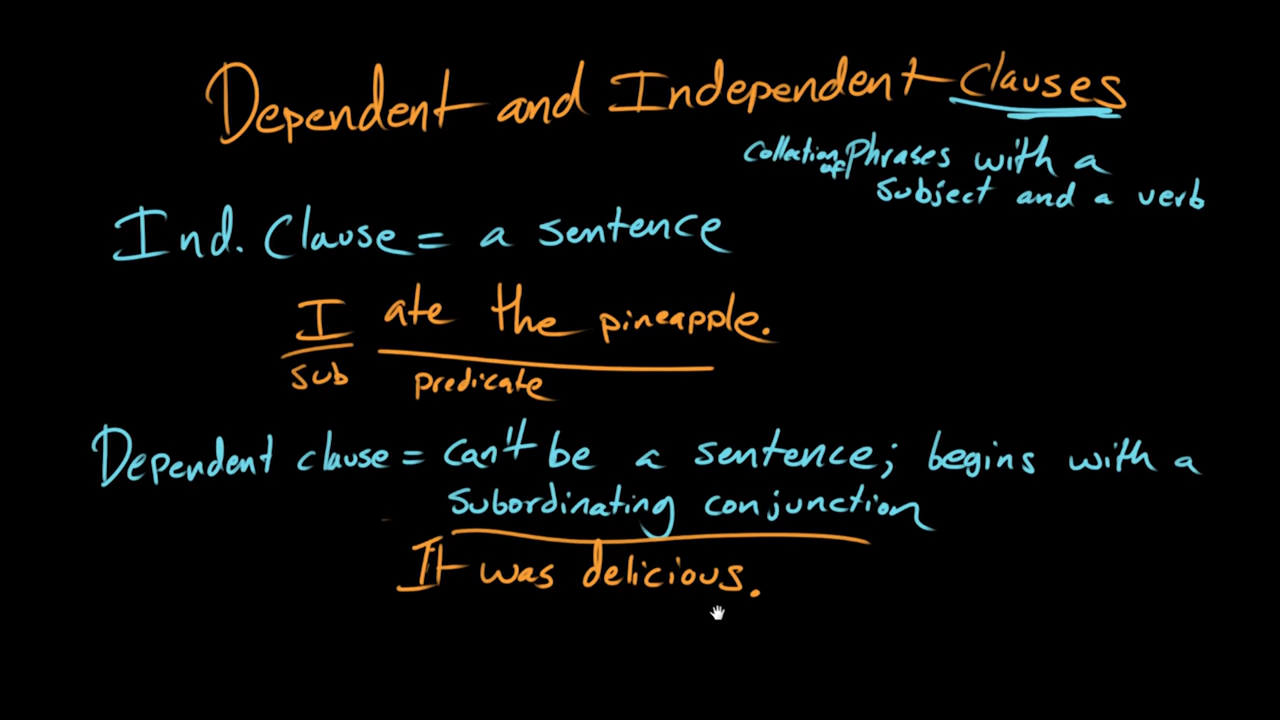 Dependent and Independent Clauses
Collection of Phrases with a
subject and a verb
Ind. Clause = a sentence
I ate the pineapple.
sub predicate
Dependent clause = can't be a sentence; begins with a
subordinating conjunction
It was delicious.